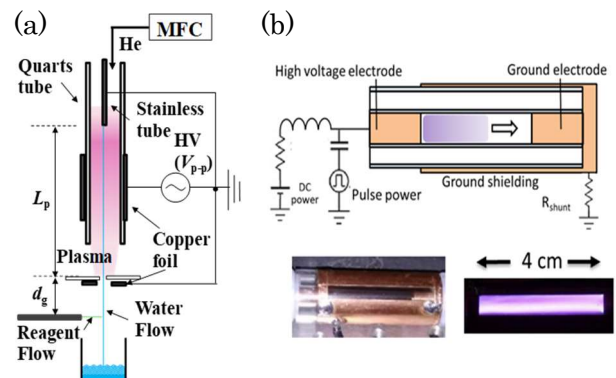 (a)
MFC
He
Quarts
tube
Stainless
tube
HV
(Vp-p)
Lp
Plasma
Copper
foil
dg
Water
Flow
Reagent
Flow
(b)
High voltage electrode
Ground electrode
DC
power
Pulse power
Ground shielding
Rshunt
4 cm